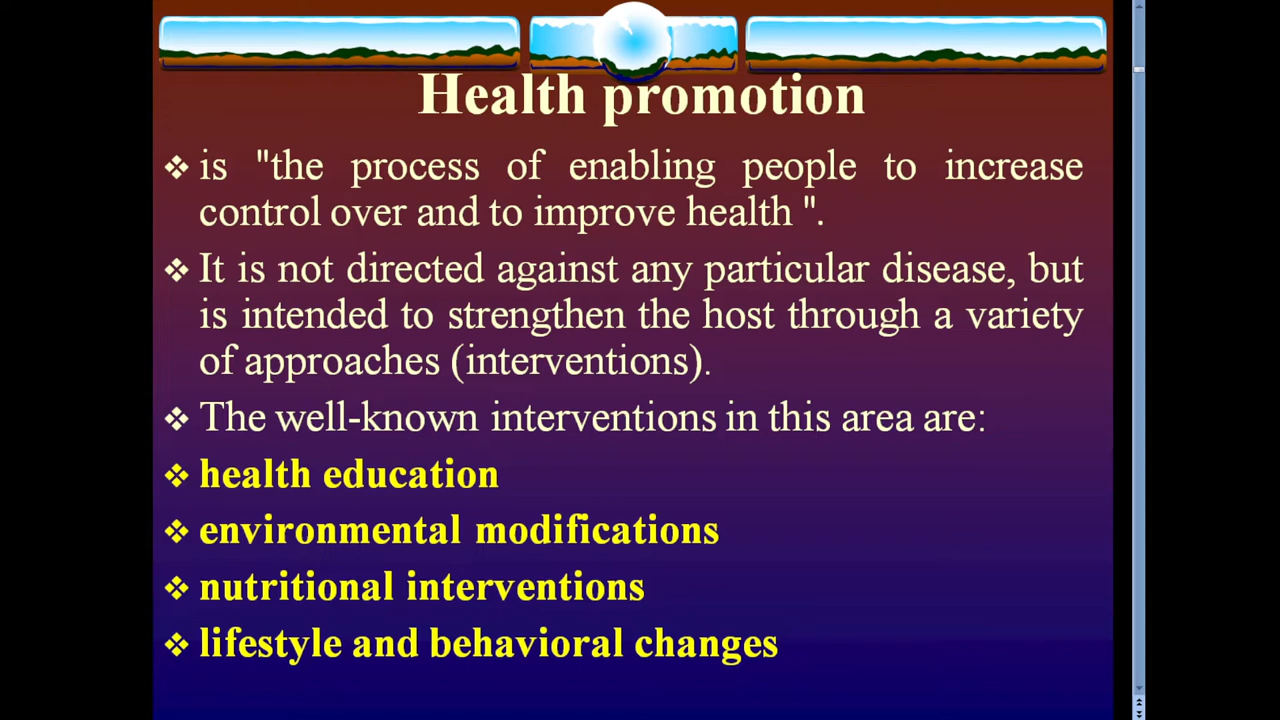 Health promotion
❖ is "the process of enabling people to increase
control over and to improve health ".
❖ It is not directed against any particular disease, but
is intended to strengthen the host through a variety
of approaches (interventions).
❖ The well-known interventions in this area are:
❖ health education
❖ environmental modifications
❖ nutritional interventions
❖ lifestyle and behavioral changes